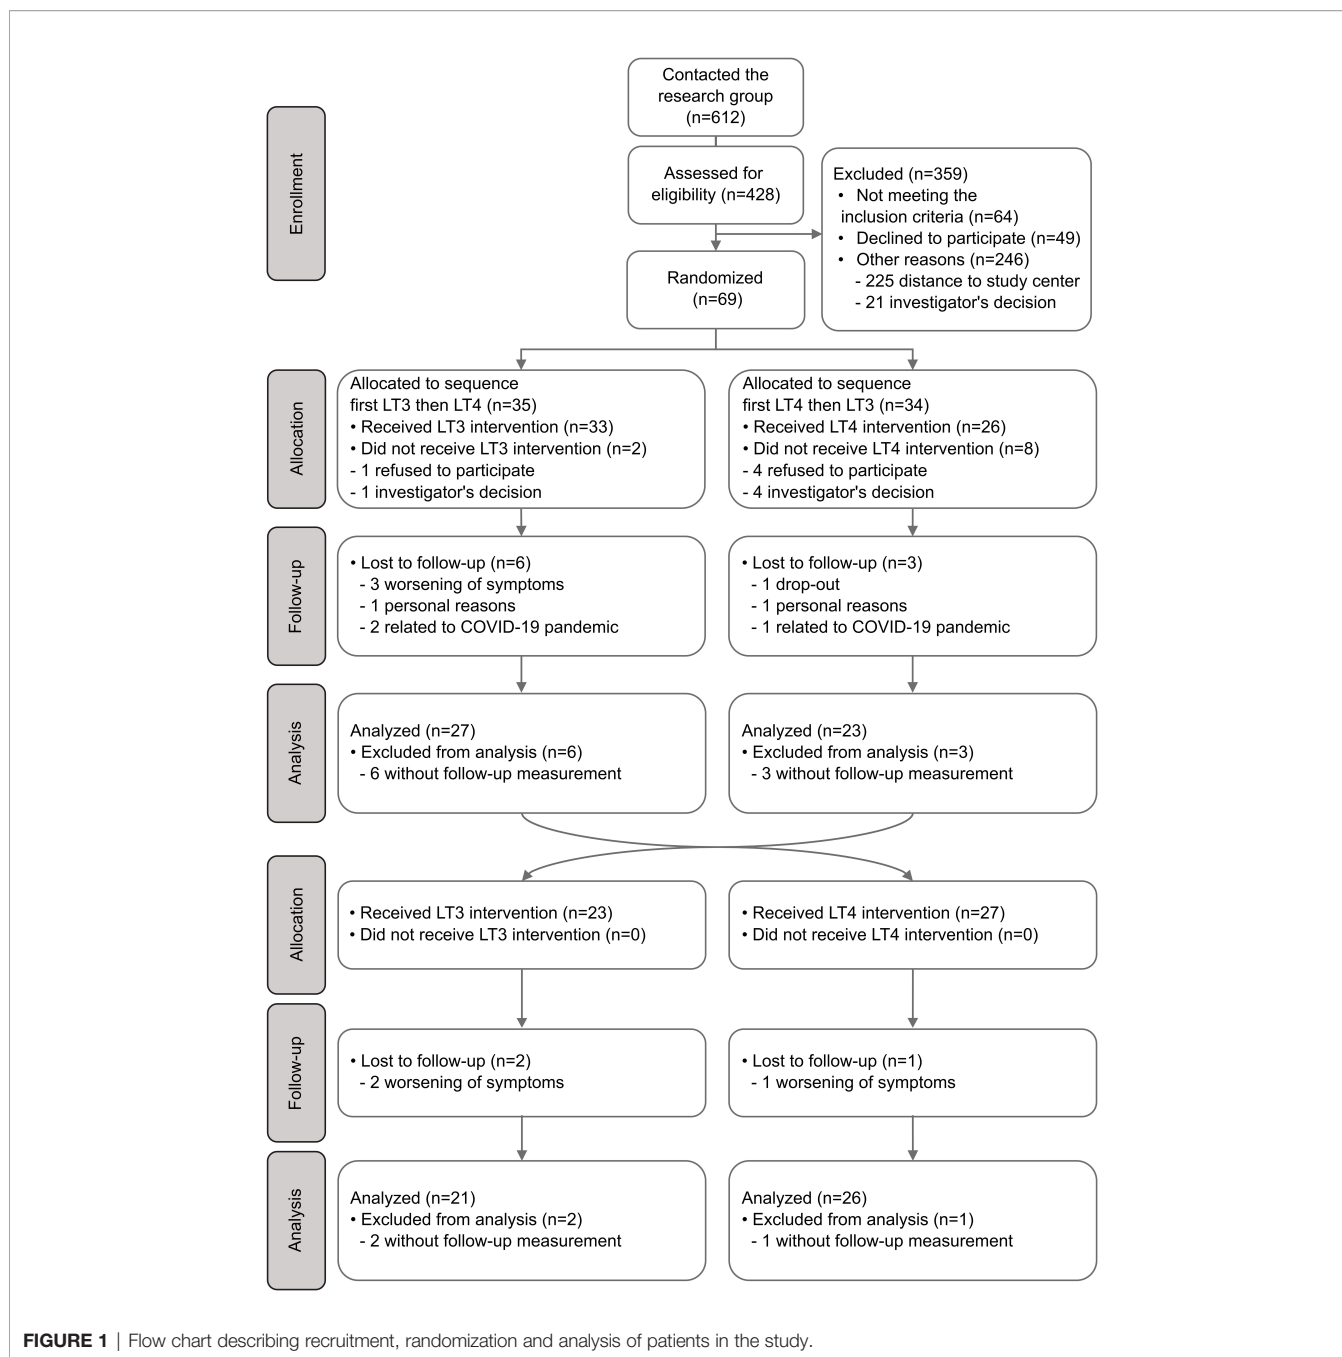 Enrollment
Contacted the
research group
(n=612)
Assessed for
eligibility (n=428)
Excluded (n=359)
• Not meeting the
inclusion criteria (n=64)
• Declined to participate (n=49)
• Other reasons (n=246)
- 225 distance to study center
- 21 investigator's decision
Randomized
(n=69)
Allocation
Allocated to sequence
first LT3 then LT4 (n=35)
• Received LT3 intervention (n=33)
• Did not receive LT3 intervention (n=2)
- 1 refused to participate
- 1 investigator's decision
Allocated to sequence
first LT4 then LT3 (n=34)
• Received LT4 intervention (n=26)
• Did not receive LT4 intervention (n=8)
- 4 refused to participate
- 4 investigator's decision
Follow-up
• Lost to follow-up (n=6)
- 3 worsening of symptoms
- 1 personal reasons
- 2 related to COVID-19 pandemic
• Lost to follow-up (n=3)
- 1 drop-out
- 1 personal reasons
- 1 related to COVID-19 pandemic
Analysis
Analyzed (n=27)
• Excluded from analysis (n=6)
- 6 without follow-up measurement
Analyzed (n=23)
• Excluded from analysis (n=3)
- 3 without follow-up measurement
Allocation
• Received LT3 intervention (n=23)
• Did not receive LT3 intervention (n=0)
• Received LT4 intervention (n=27)
• Did not receive LT4 intervention (n=0)
Follow-up
• Lost to follow-up (n=2)
- 2 worsening of symptoms
• Lost to follow-up (n=1)
- 1 worsening of symptoms
Analysis
Analyzed (n=21)
• Excluded from analysis (n=2)
- 2 without follow-up measurement
Analyzed (n=26)
• Excluded from analysis (n=1)
- 1 without follow-up measurement
FIGURE 1 | Flow chart describing recruitment, randomization and analysis of patients in the study.